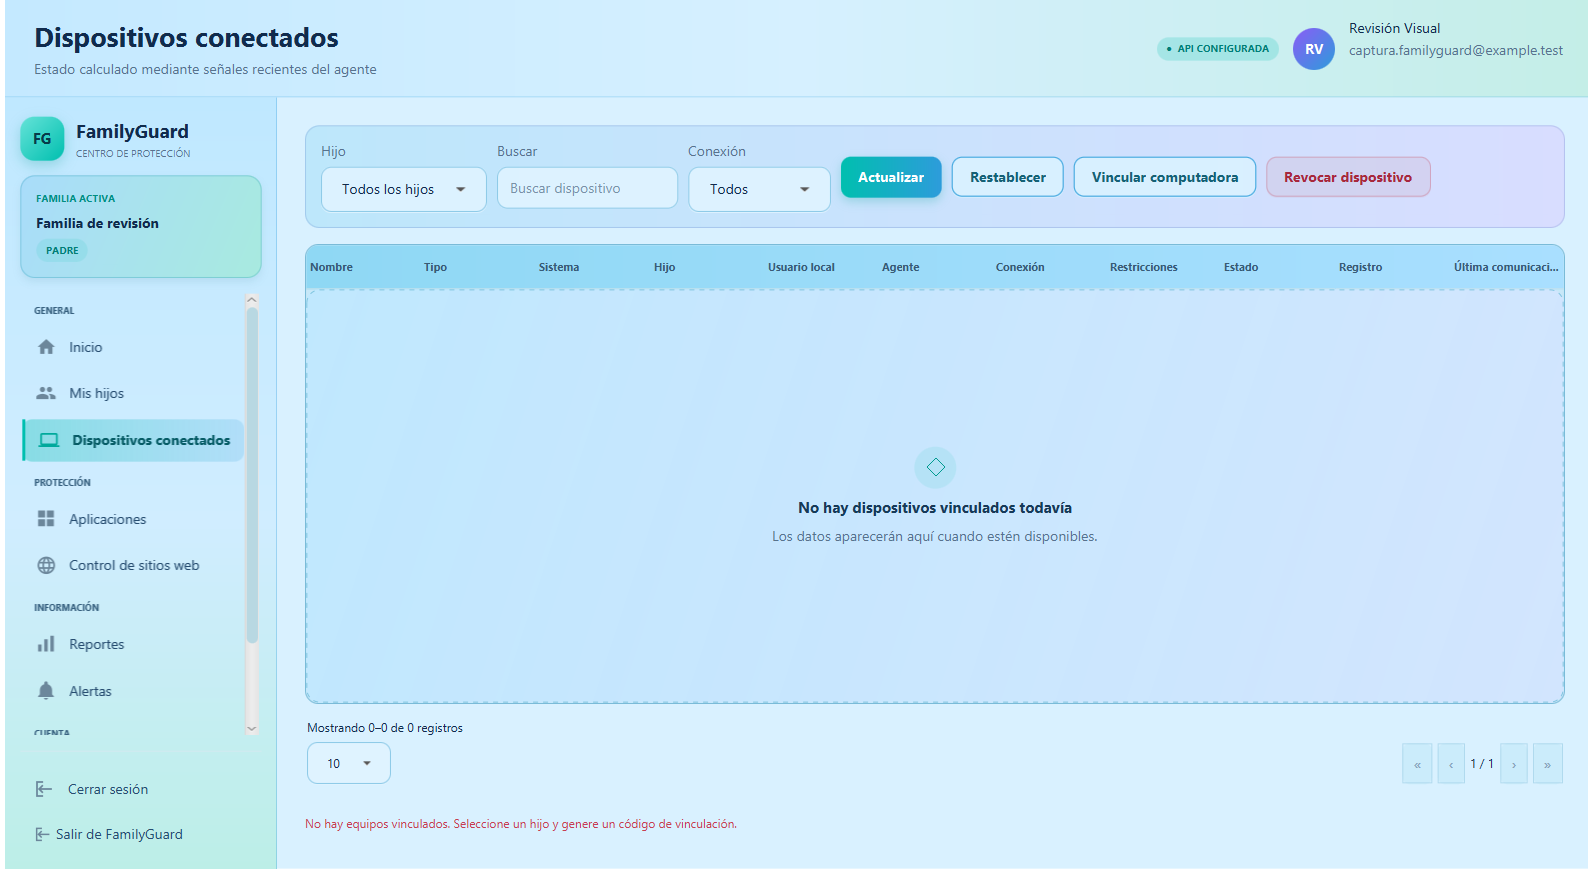 Dispositivos conectados
Estado calculado mediante señales recientes del agente
• API CONFIGURADA
RV
Revisión Visual
captura.familyguard@example.test
FG
FamilyGuard
CENTRO DE PROTECCIÓN
FAMILIA ACTIVA
Familia de revisión
PADRE
GENERAL
Inicio
Mis hijos
Dispositivos conectados
PROTECCIÓN
Aplicaciones
Control de sitios web
INFORMACIÓN
Reportes
Alertas
CUENTA
Cerrar sesión
Salir de FamilyGuard
Hijo
Todos los hijos
Buscar
Buscar dispositivo
Conexión
Todos
Actualizar
Restablecer
Vincular computadora
Revocar dispositivo
Nombre Tipo Sistema Hijo Usuario local Agente Conexión Restricciones Estado Registro Última comunicaci...
No hay dispositivos vinculados todavía
Los datos aparecerán aquí cuando estén disponibles.
Mostrando 0–0 de 0 registros
10
« ‹ 1 / 1 › »
No hay equipos vinculados. Seleccione un hijo y genere un código de vinculación.